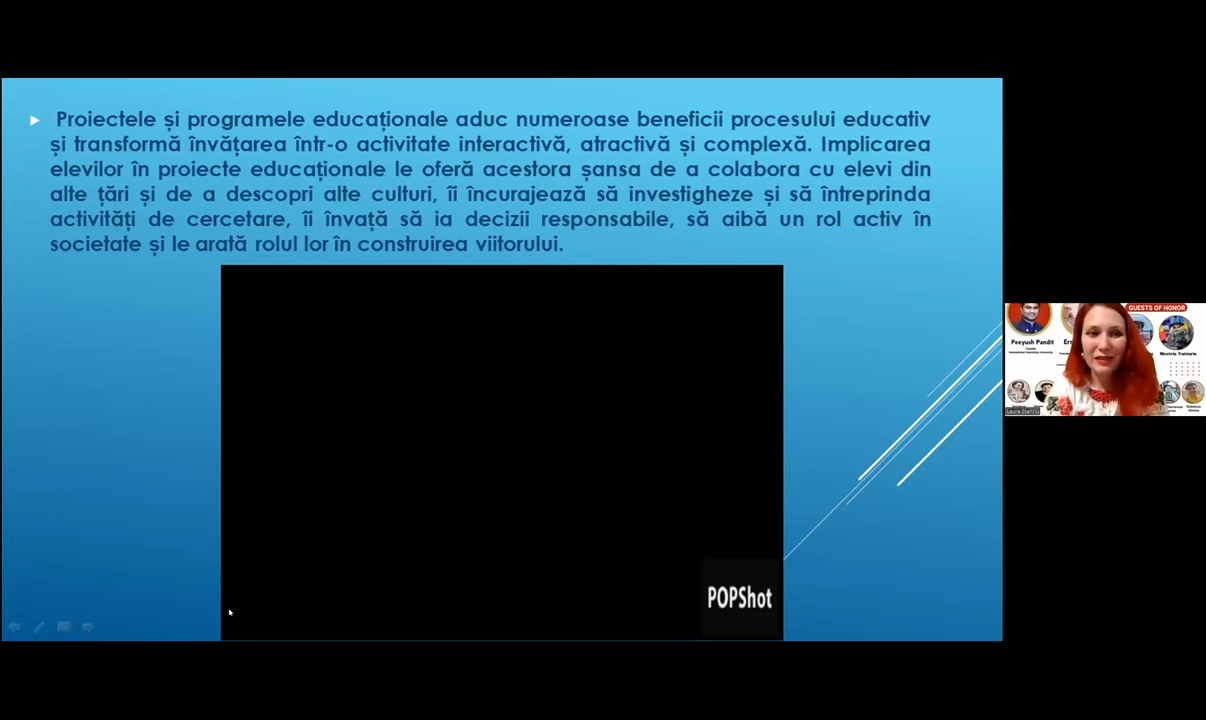 Proiectele și programele educaționale aduc numeroase beneficii procesului educativ
și transformă învățarea într-o activitate interactivă, atractivă și complexă. Implicarea
elevilor în proiecte educaționale le oferă acestora șansa de a colabora cu elevi din
alte țări și de a descopri alte culturi, îi încurajează să investigheze și să întreprinda
activități de cercetare, îi învață să ia decizii responsabile, să aibă un rol activ în
societate și le arată rolul lor în construirea viitorului.
POPShot
GUESTS OF HONOR
Peeyush Pandit